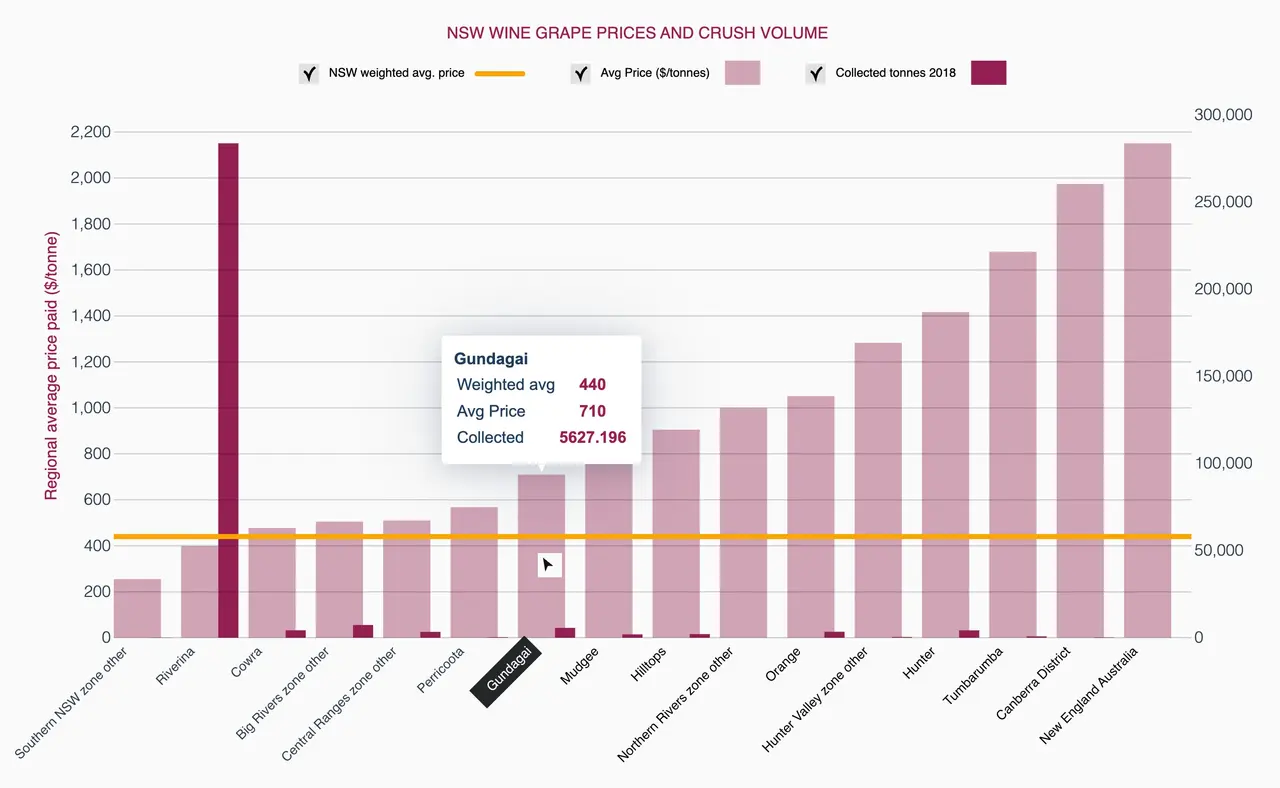 NSW WINE GRAPE PRICES AND CRUSH VOLUME
NSW weighted avg. price
Avg Price ($/tonnes)
Collected tonnes 2018
Regional average price paid ($/tonne)
2,200
2,000
1,800
1,600
1,400
1,200
1,000
800
600
400
200
0
300,000
250,000
200,000
150,000
100,000
50,000
0
Gundagai
Weighted avg 440
Avg Price 710
Collected 5627.196
Southern NSW zone other
Riverina
Cowra
Big Rivers zone other
Central Ranges zone other
Perricoota
Gundagai
Mudgee
Hilltops
Northern Rivers zone other
Orange
Hunter Valley zone other
Hunter
Tumbarumba
Canberra District
New England Australia